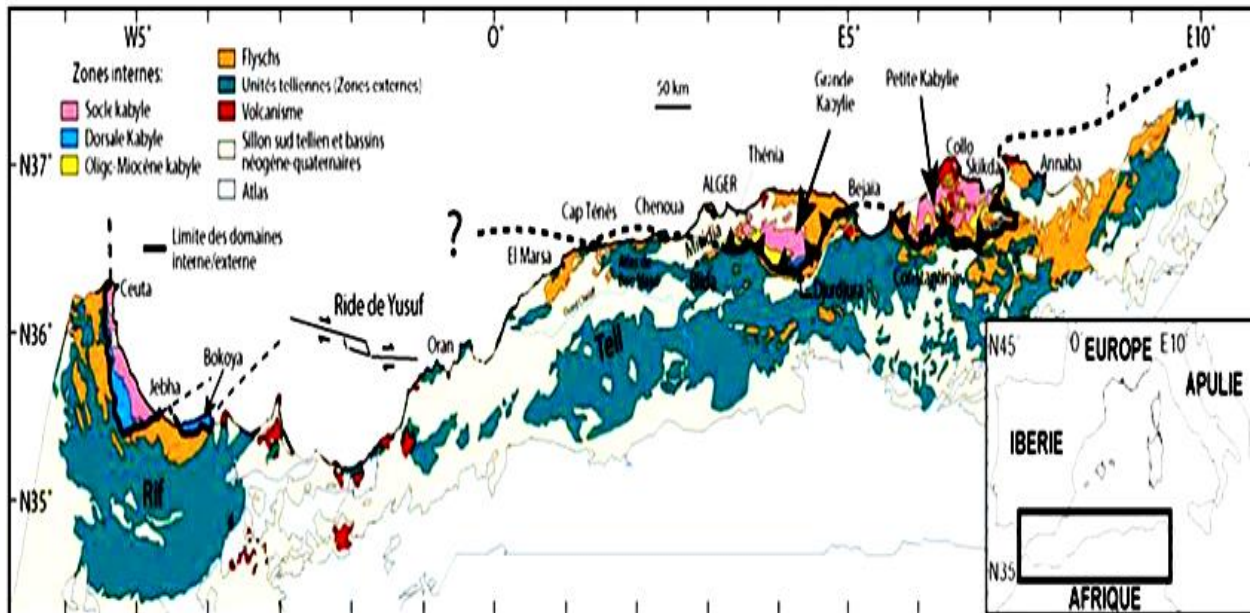 W5°
0°
E5°
E10°
Zones internes:
Socle kabyle
Dorsale Kabyle
Oligo-Miocène kabyle
Flyschs
Unités telliennes (Zones externes)
Volcanisme
Sillon sud tellien et bassins
néogène-quaternaires
Atlas
Limite des domaines
interne/externe
50 km
Grande
Kabylie
Petite Kabylie
?
N37°
N36°
N35°
Ceuta
Jebha
Bokoya
Rif
Ride de Yusuf
Oran
?
El Marsa
Cap Ténès
Chenoua
ALGER
Thénia
Mitidja
Blida
Tell
Le Djurdjura
Bejaia
Collo
Skikda
Annaba
Constantine
N45°
0°
E10°
EUROPE
APULIE
IBERIE
N35
AFRIQUE